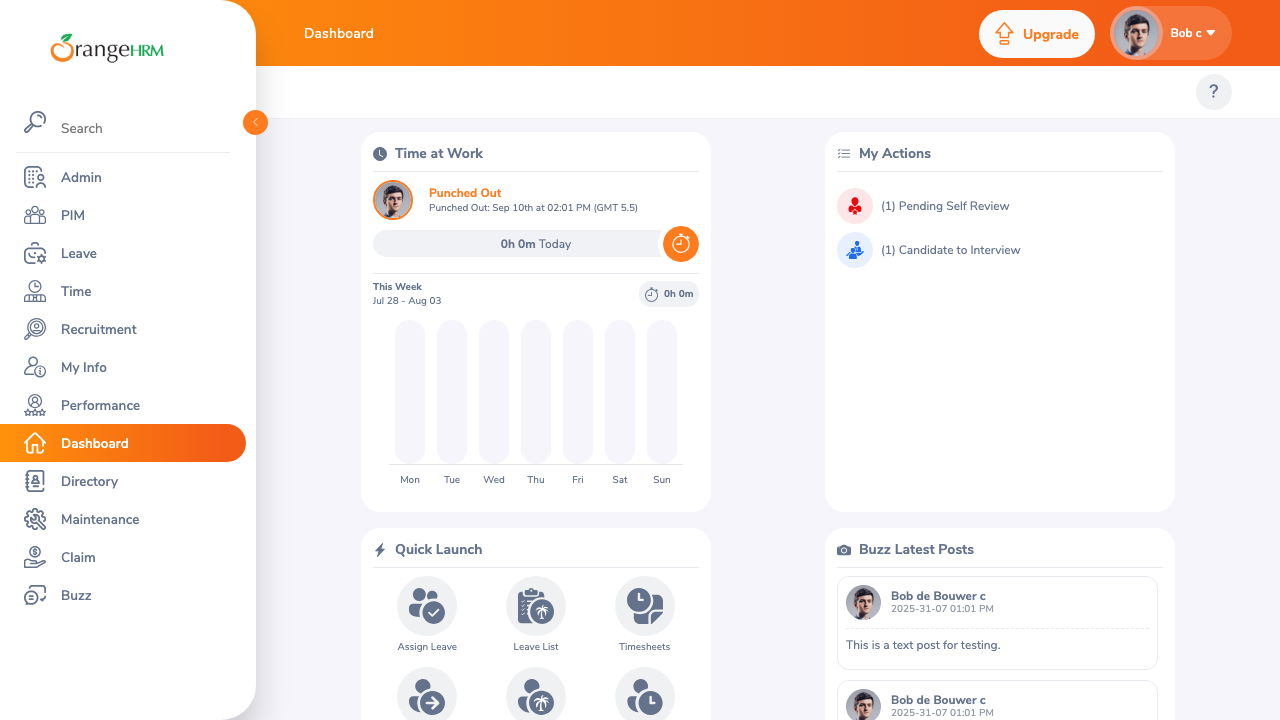 OrangeHRM
Search
Admin
PIM
Leave
Time
Recruitment
My Info
Performance
Dashboard
Directory
Maintenance
Claim
Buzz
Dashboard
Upgrade
Bob c
?
Time at Work
Punched Out
Punched Out: Sep 10th at 02:01 PM (GMT 5.5)
0h 0m Today
This Week
Jul 28 - Aug 03
0h 0m
Mon Tue Wed Thu Fri Sat Sun
My Actions
(1) Pending Self Review
(1) Candidate to Interview
Quick Launch
Assign Leave
Leave List
Timesheets
Buzz Latest Posts
Bob de Bouwer c
2025-31-07 01:01 PM
This is a text post for testing.
Bob de Bouwer c
2025-31-07 01:01 PM